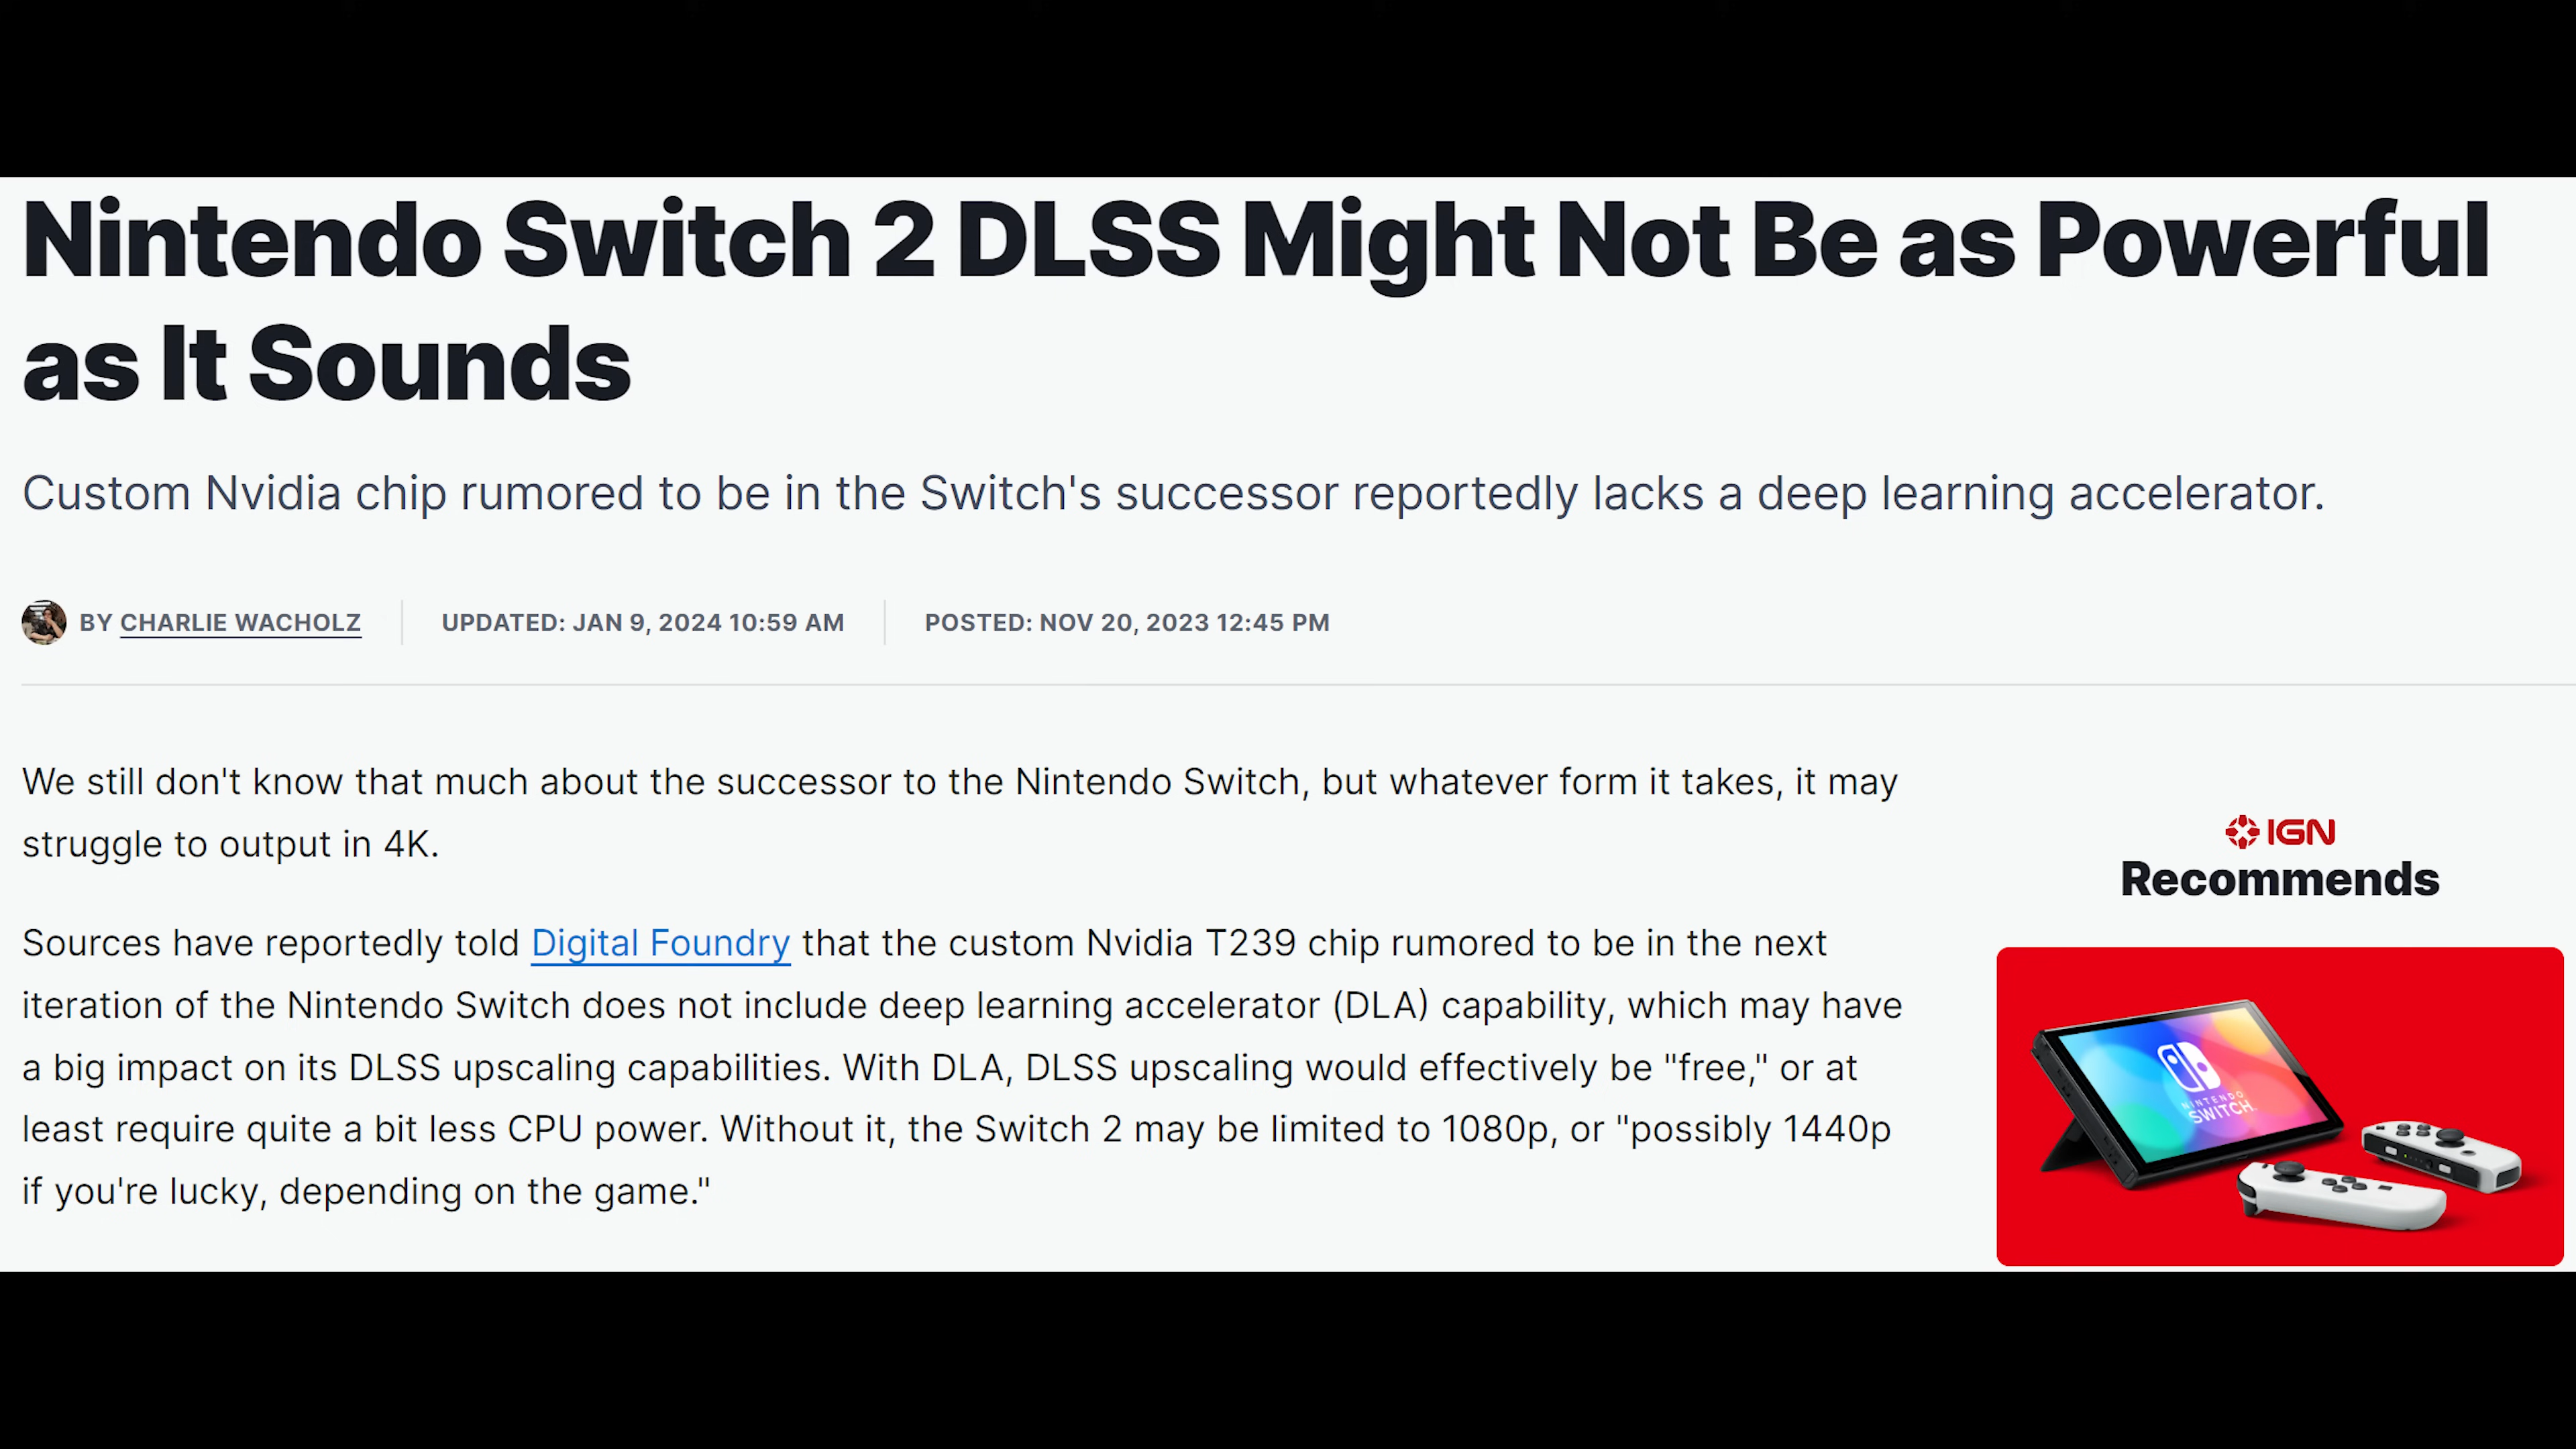 Nintendo Switch 2 DLSS Might Not Be as Powerful
as It Sounds
Custom Nvidia chip rumored to be in the Switch's successor reportedly lacks a deep learning accelerator.
BY CHARLIE WACHOLZ
UPDATED: JAN 9, 2024 10:59 AM
POSTED: NOV 20, 2023 12:45 PM
We still don't know that much about the successor to the Nintendo Switch, but whatever form it takes, it may
struggle to output in 4K.
Sources have reportedly told Digital Foundry that the custom Nvidia T239 chip rumored to be in the next
iteration of the Nintendo Switch does not include deep learning accelerator (DLA) capability, which may have
a big impact on its DLSS upscaling capabilities. With DLA, DLSS upscaling would effectively be "free," or at
least require quite a bit less CPU power. Without it, the Switch 2 may be limited to 1080p, or "possibly 1440p
if you're lucky, depending on the game."
IGN
Recommends
NINTENDO
SWITCH